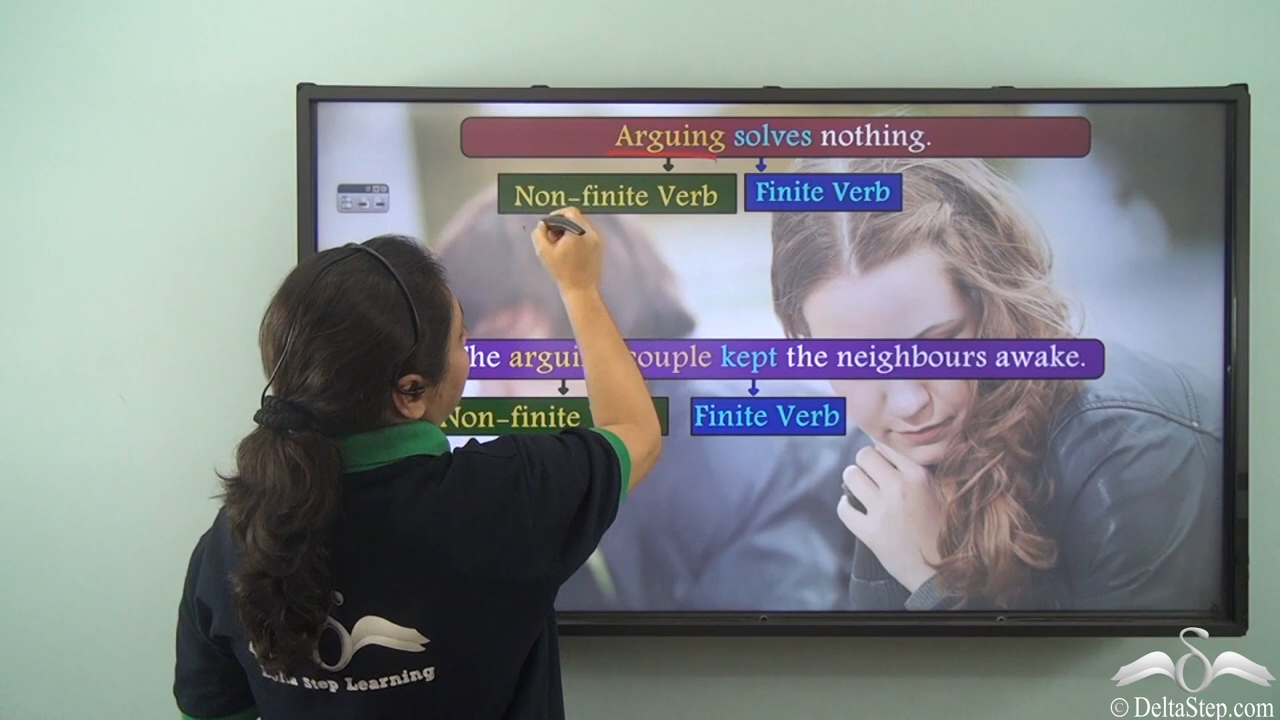 Arguing solves nothing.
Non-finite Verb Finite Verb
The couple kept the neighbours awake.
Non-finite Finite Verb
Step Learning
© DeltaStep.com